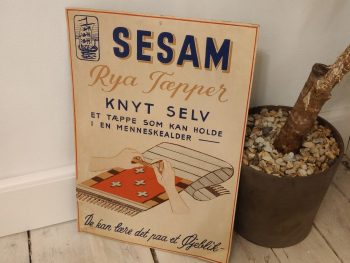 SESAM
Rya Tæpper
KNYT SELV
ET TÆPPE SOM KAN HOLDE
I EN MENNESKEALDER
De kan lære det paa et Øjeblik